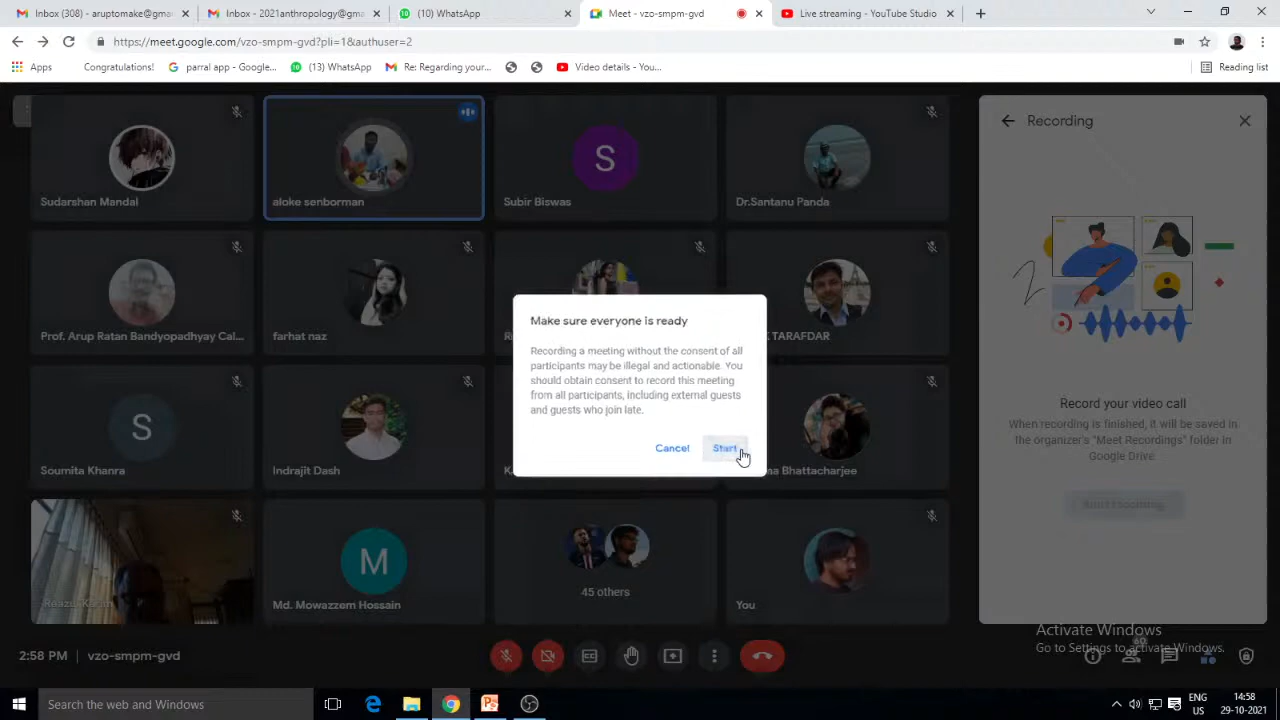 Inbox (308) - aruptomake@gma
Inbox - 2021anthropology@gm
(10) WhatsApp
Meet - vzo-smpm-gvd
Live streaming - YouTube Studio
https://meet.google.com/vzo-smpm-gvd?pli=1&authuser=2
Apps
Congratulations!
parral app - Google...
(13) WhatsApp
Re: Regarding your...
Video details - You...
Reading list
Sudarshan Mandal
aloke senborman
Subir Biswas
Dr.Santanu Panda
Prof. Arup Ratan Bandyopadhyay Cal...
farhat naz
TARAFDAR
S
S
Soumita Khanra
Indrajit Dash
Bhattacharjee
M
Md. Mowazzem Hossain
45 others
You
Make sure everyone is ready
Recording a meeting without the consent of all
participants may be illegal and actionable. You
should obtain consent to record this meeting
from all participants, including external guests
and guests who join late.
Cancel
Start
Recording
Record your video call
When recording is finished, it will be saved in
the organizer's "Meet Recordings" folder in
Google Drive.
Activate Windows
Go to Settings to activate Windows.
2:58 PM | vzo-smpm-gvd
Search the web and Windows
ENG
US
14:58
29-10-2021